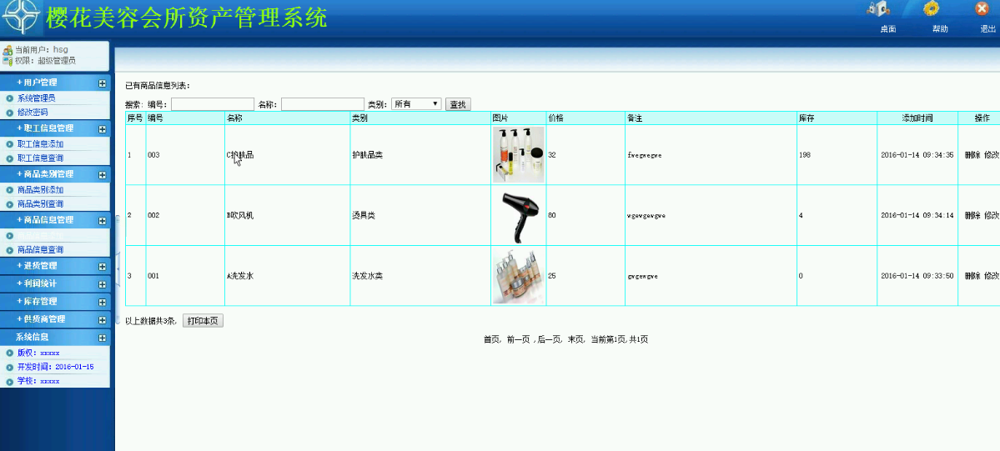 樱花美容会所资产管理系统
桌面 帮助 退出
当前用户：hsg
权限：超级管理员
+用户管理
系统管理员
修改密码
+职工信息管理
职工信息添加
职工信息查询
+商品类别管理
商品类别添加
商品类别查询
+商品信息管理
商品信息查询
+进货管理
+利润统计
+库存管理
+供货商管理
系统信息
版权：xxxxx
开发时间：2016-01-15
学校：xxxxx
已有商品信息列表：
搜索：编号： 名称： 类别：所有 查找
序号 编号 名称 类别 图片 价格 备注 库存 添加时间 操作
1 003 C护肤品 护肤品类 32 fwegwegwe 198 2016-01-14 09:34:35 删除 修改
2 002 B吹风机 烫具类 80 wgewgewgwe 4 2016-01-14 09:34:14 删除 修改
3 001 A洗发水 洗发水类 25 gwgewgwe 0 2016-01-14 09:33:50 删除 修改
以上数据共3条, 打印本页
首页, 前一页 ,后一页, 末页, 当前第1页,共1页